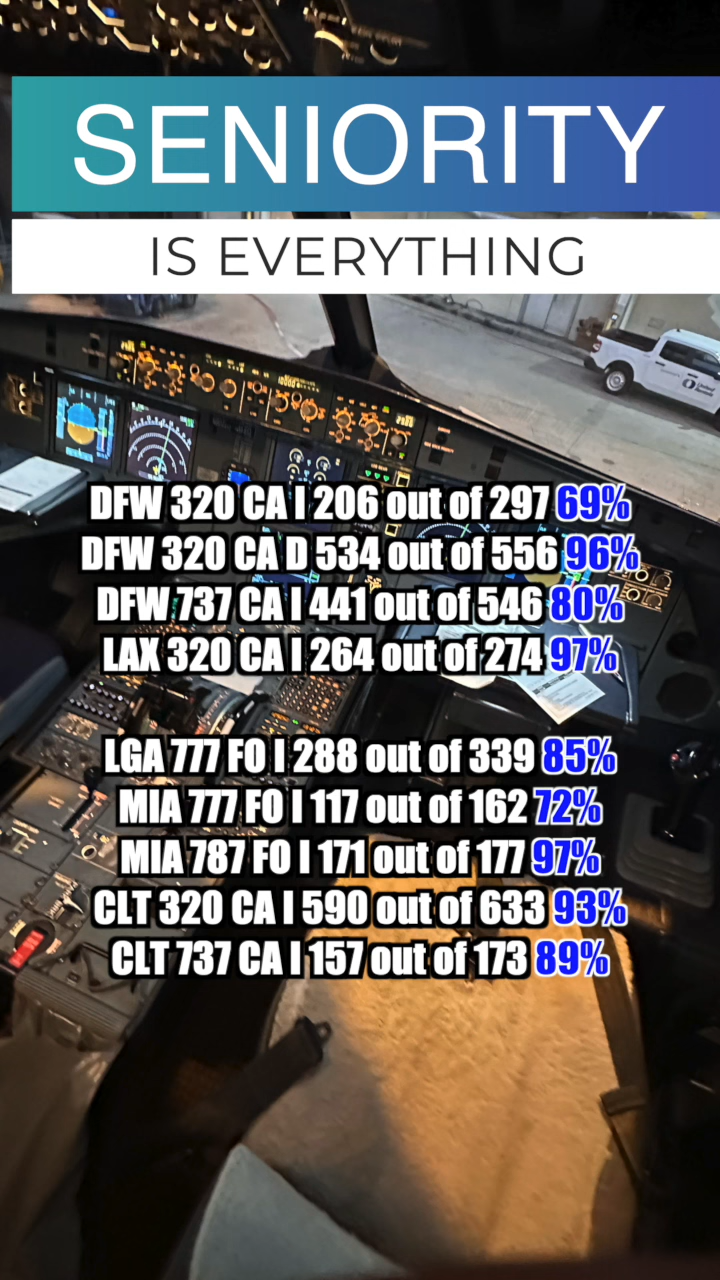 SENIORITY
IS EVERYTHING
DFW 320 CA I 206 out of 297 69%
DFW 320 CA D 534 out of 556 96%
DFW 737 CA I 441 out of 546 80%
LAX 320 CA I 264 out of 274 97%
LGA 777 FO I 288 out of 339 85%
MIA 777 FO I 117 out of 162 72%
MIA 787 FO I 171 out of 177 97%
CLT 320 CA I 590 out of 633 93%
CLT 737 CA I 157 out of 173 89%